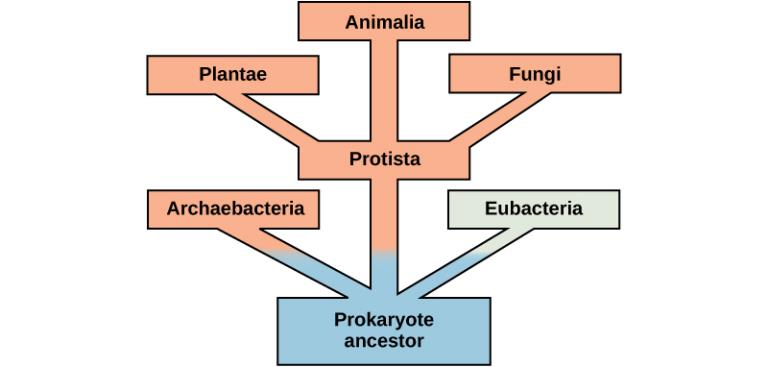 Animalia
Plantae
Fungi
Protista
Archaebacteria
Eubacteria
Prokaryote
ancestor